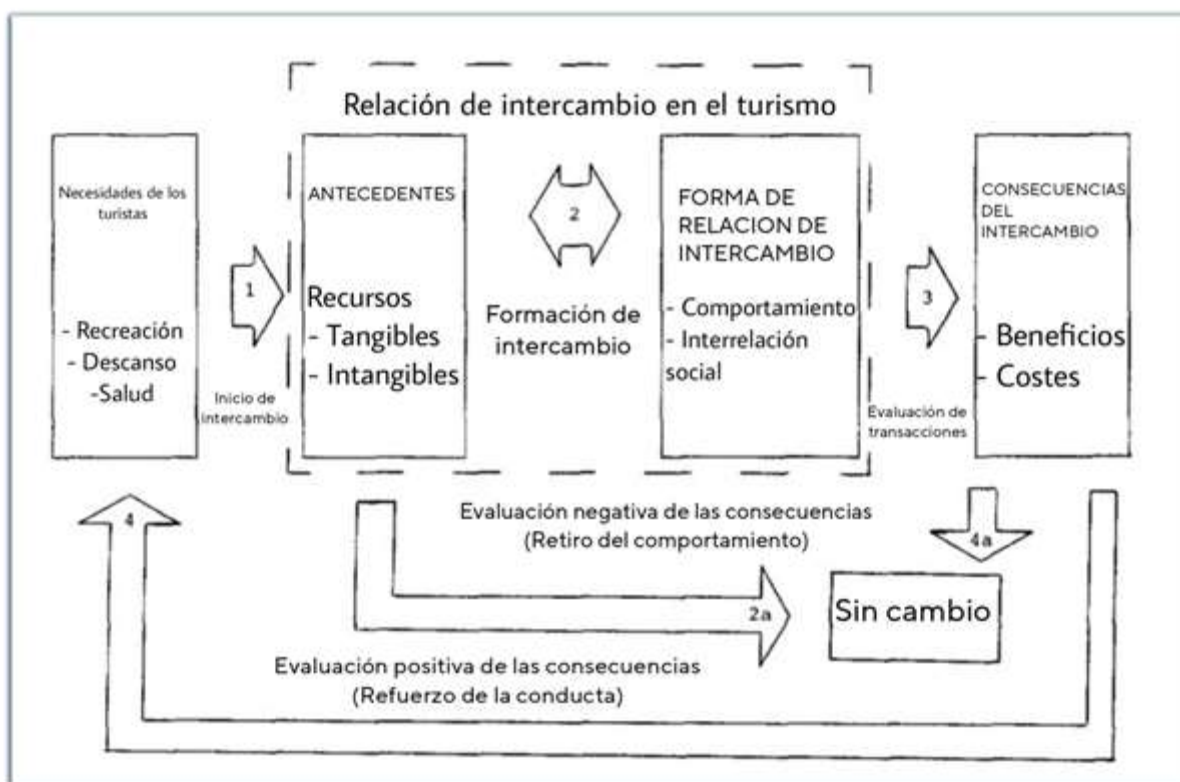 Relación de intercambio en el turismo
Necesidades de los
turistas
- Recreación
- Descanso
-Salud
1
Inicio de
intercambio
ANTECEDENTES
Recursos
- Tangibles
- Intangibles
2
Formación de
intercambio
FORMA DE
RELACION DE
INTERCAMBIO
- Comportamiento
- Interrelación
social
3
Evaluación de
transacciones
CONSECUENCIAS
DEL
INTERCAMBIO
- Beneficios
- Costes
4
Evaluación negativa de las consecuencias
(Retiro del comportamiento)
4a
2a
Sin cambio
Evaluación positiva de las consecuencias
(Refuerzo de la conducta)